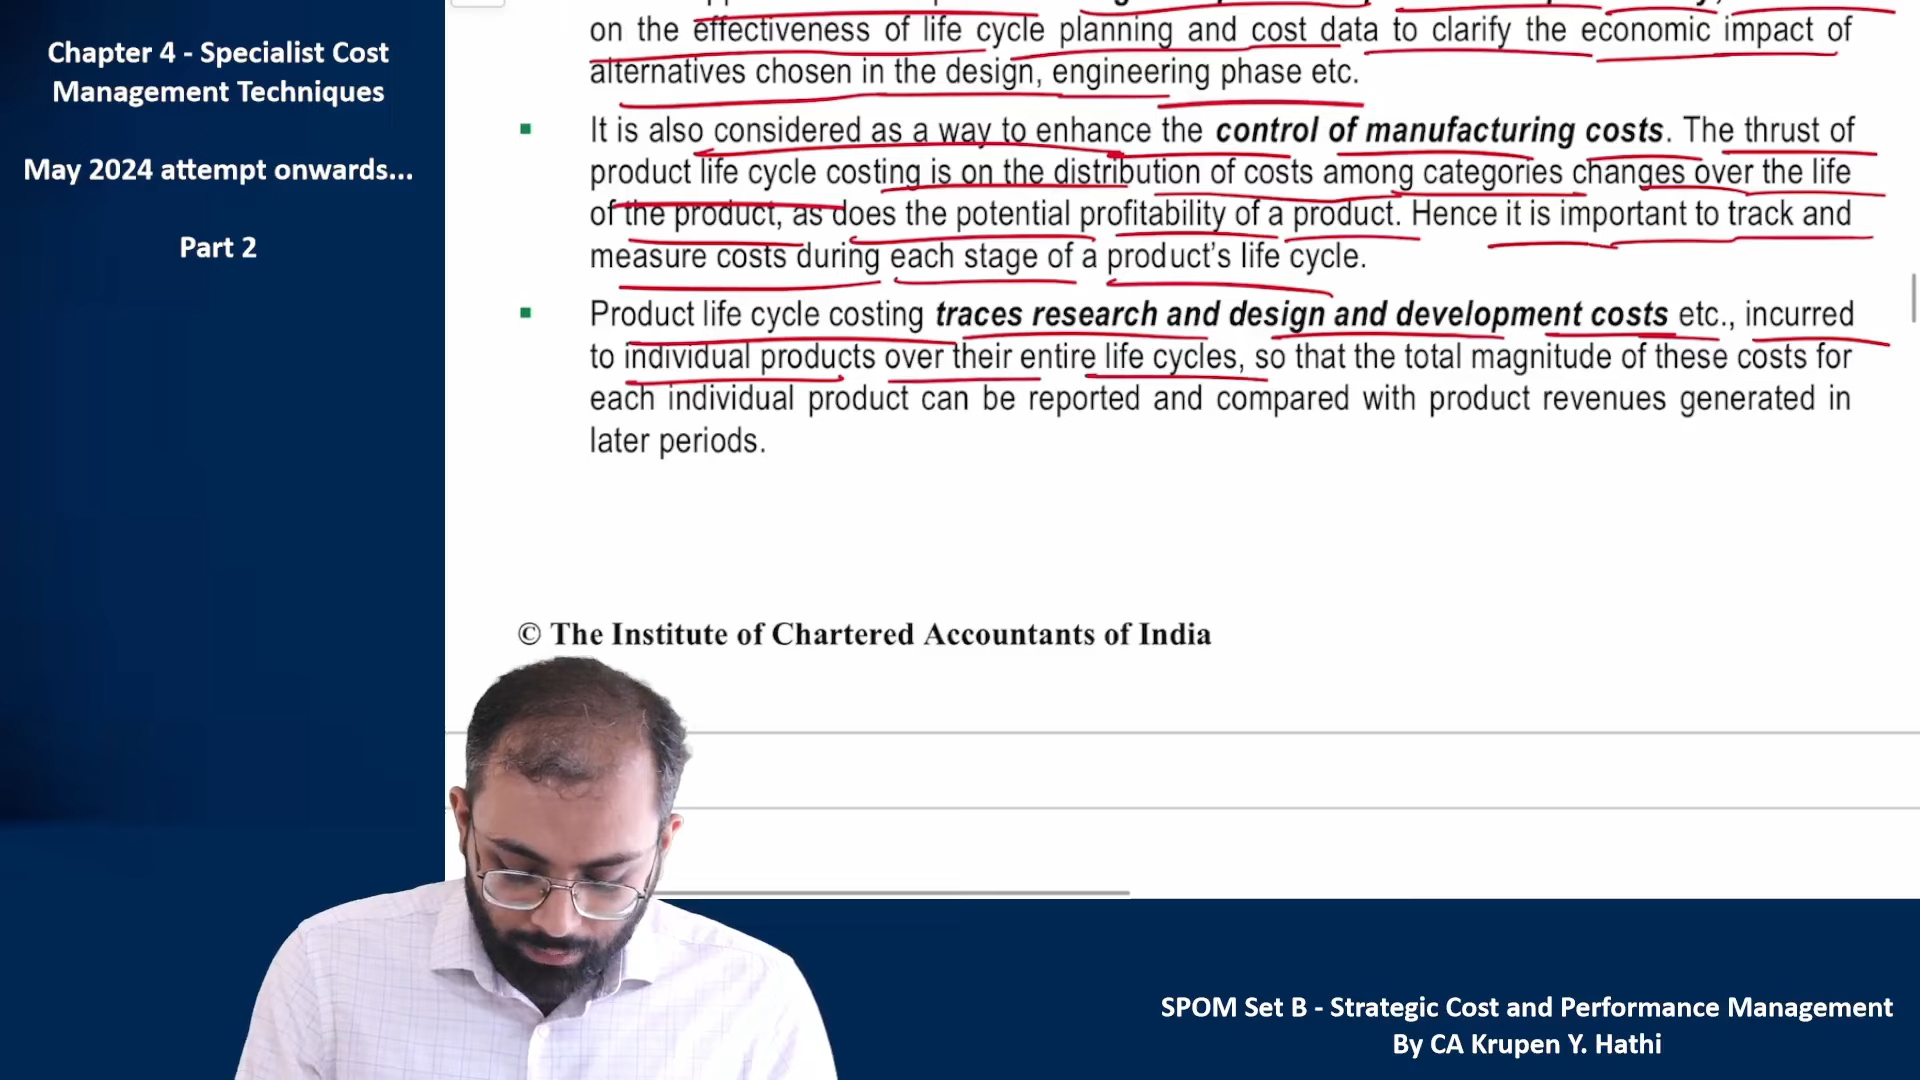 Chapter 4 - Specialist Cost
Management Techniques
May 2024 attempt onwards...
Part 2
on the effectiveness of life cycle planning and cost data to clarify the economic impact of
alternatives chosen in the design, engineering phase etc.
It is also considered as a way to enhance the control of manufacturing costs. The thrust of
product life cycle costing is on the distribution of costs among categories changes over the life
of the product, as does the potential profitability of a product. Hence it is important to track and
measure costs during each stage of a product's life cycle.
Product life cycle costing traces research and design and development costs etc., incurred
to individual products over their entire life cycles, so that the total magnitude of these costs for
each individual product can be reported and compared with product revenues generated in
later periods.
© The Institute of Chartered Accountants of India
SPOM Set B - Strategic Cost and Performance Management
By CA Krupen Y. Hathi